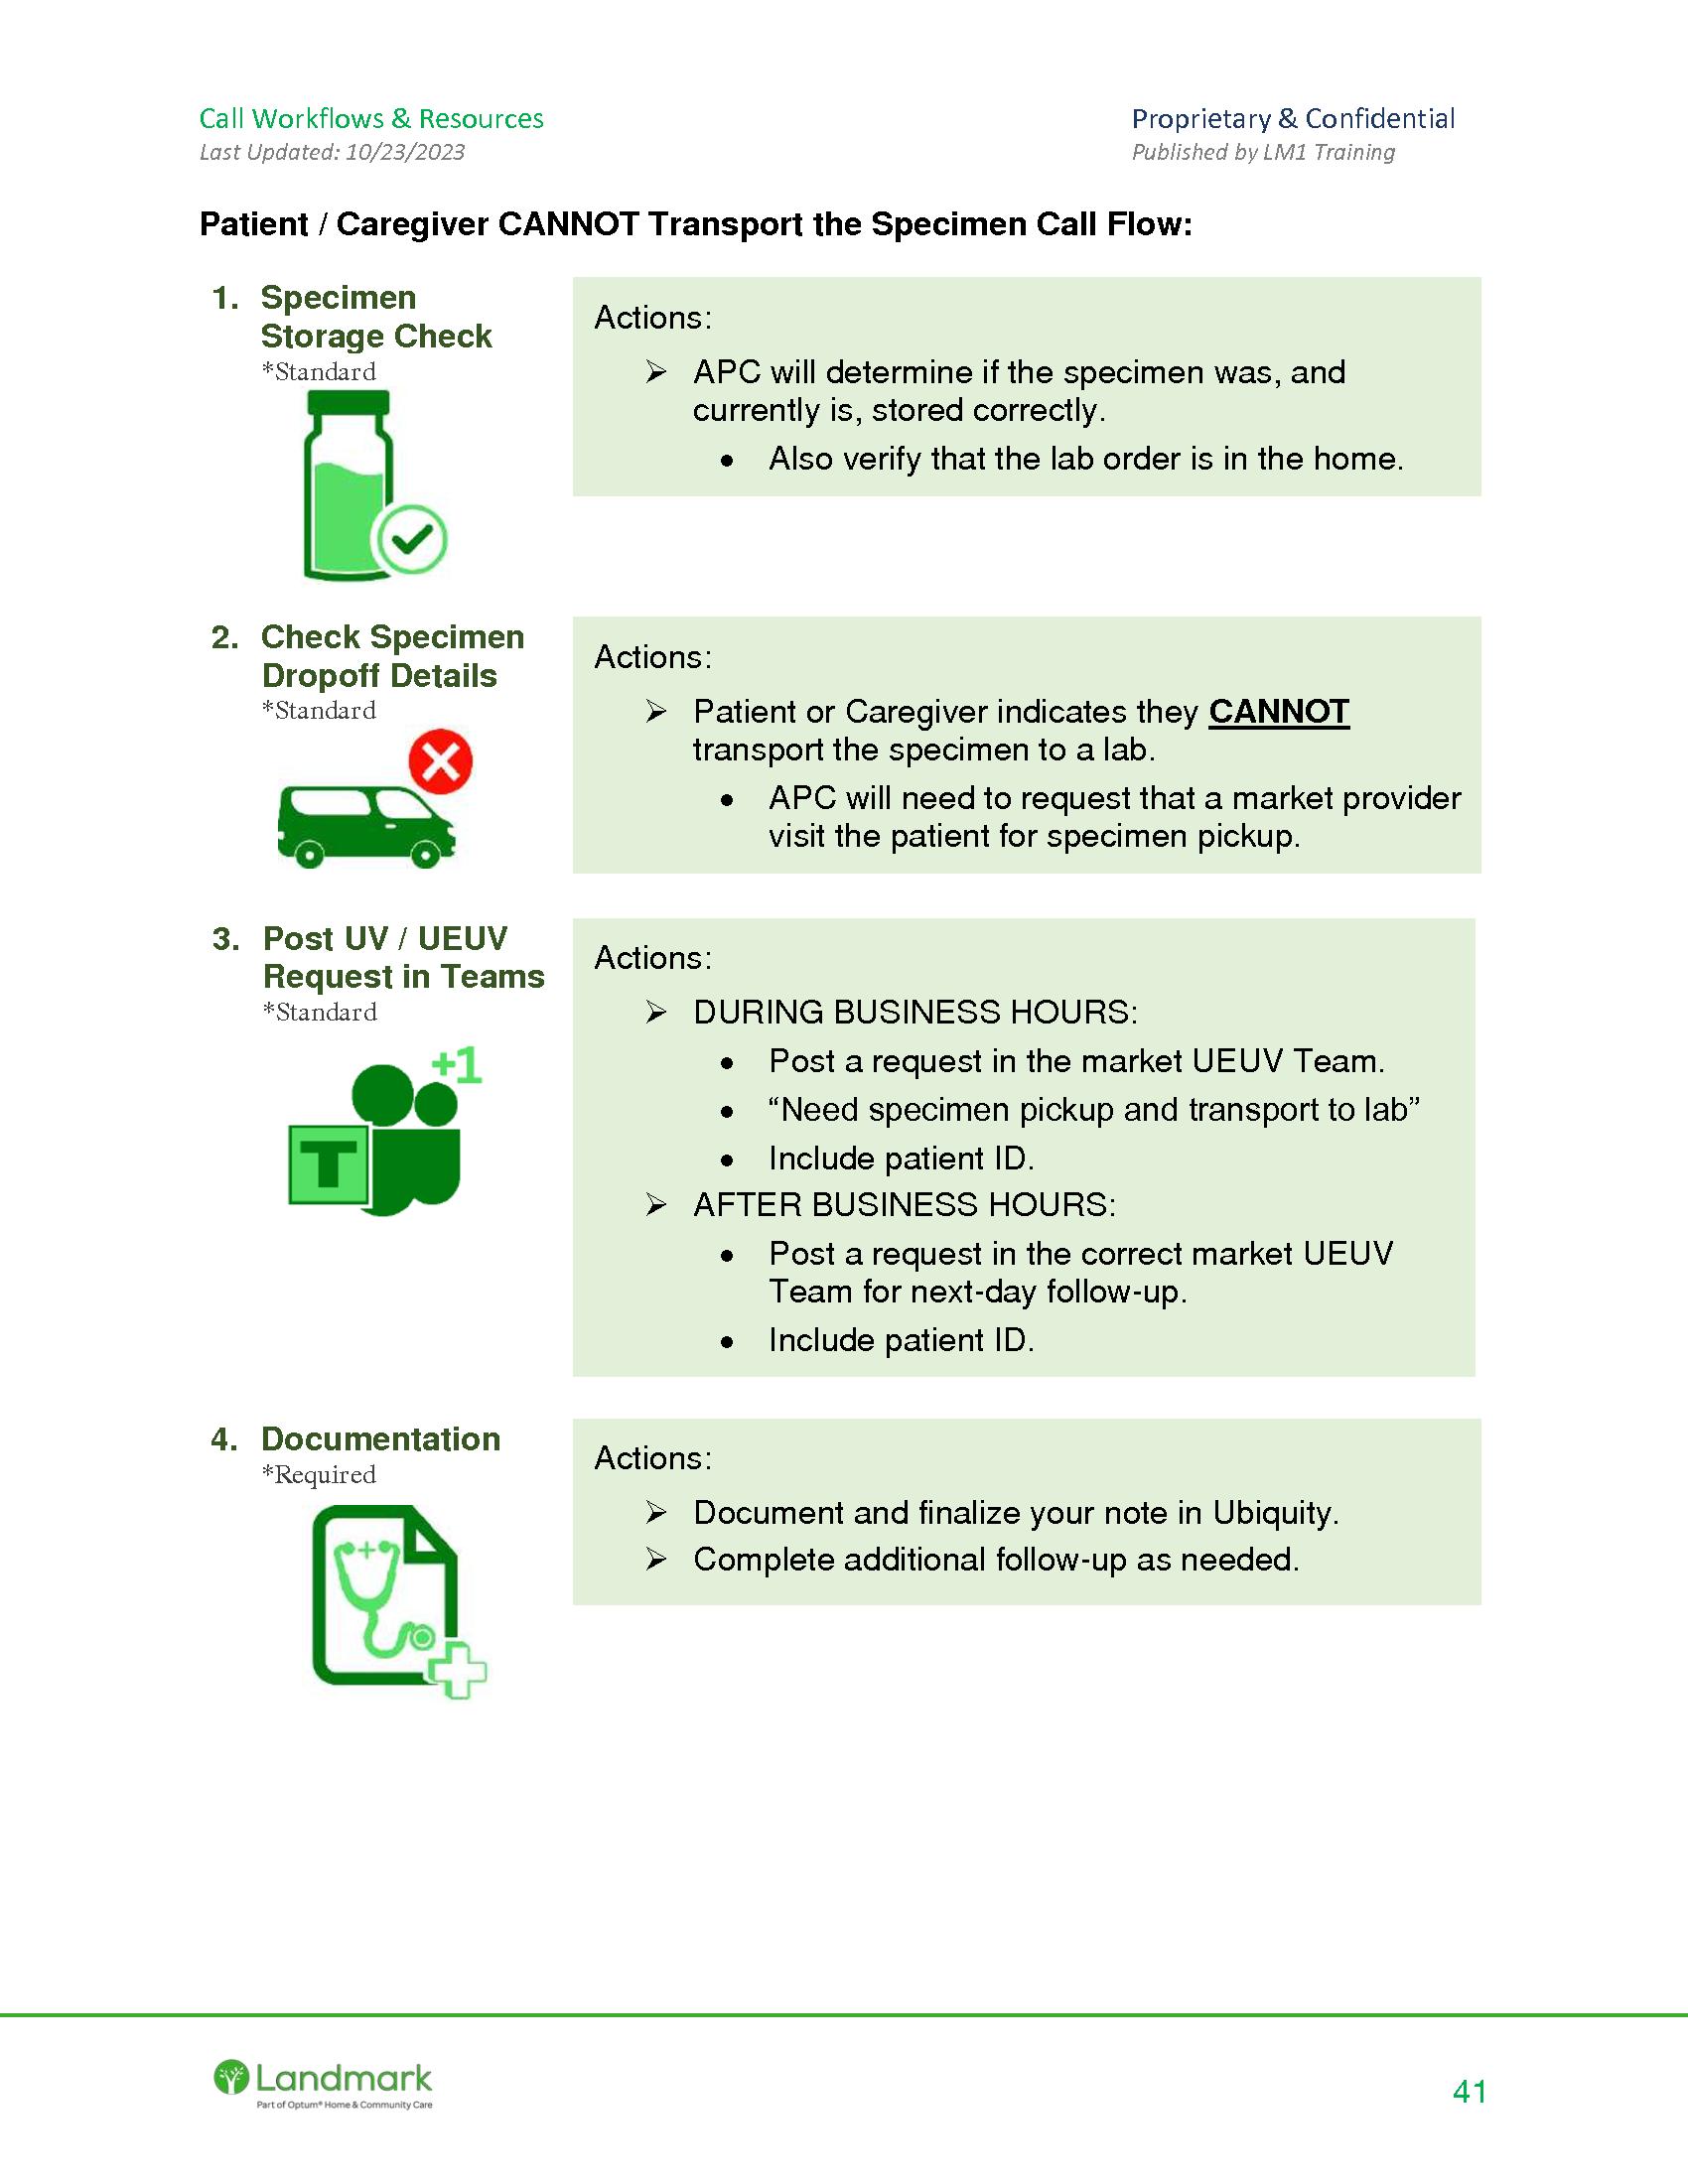 Call Workflows & Resources
Proprietary & Confidential
Last Updated: 10/23/2023
Published by LM1 Training
Patient / Caregiver CANNOT Transport the Specimen Call Flow:
1. Specimen
Storage Check
*Standard
Actions:
➢ APC will determine if the specimen was, and
currently is, stored correctly.
• Also verify that the lab order is in the home.
2. Check Specimen
Dropoff Details
*Standard
Actions:
➢ Patient or Caregiver indicates they CANNOT
transport the specimen to a lab.
• APC will need to request that a market provider
visit the patient for specimen pickup.
3. Post UV / UEUV
Request in Teams
*Standard
+1
T
Actions:
➢ DURING BUSINESS HOURS:
• Post a request in the market UEUV Team.
• “Need specimen pickup and transport to lab”
• Include patient ID.
➢ AFTER BUSINESS HOURS:
• Post a request in the correct market UEUV
Team for next-day follow-up.
• Include patient ID.
4. Documentation
*Required
Actions:
➢ Document and finalize your note in Ubiquity.
➢ Complete additional follow-up as needed.
Landmark
Part of Optum® Home & Community Care
41